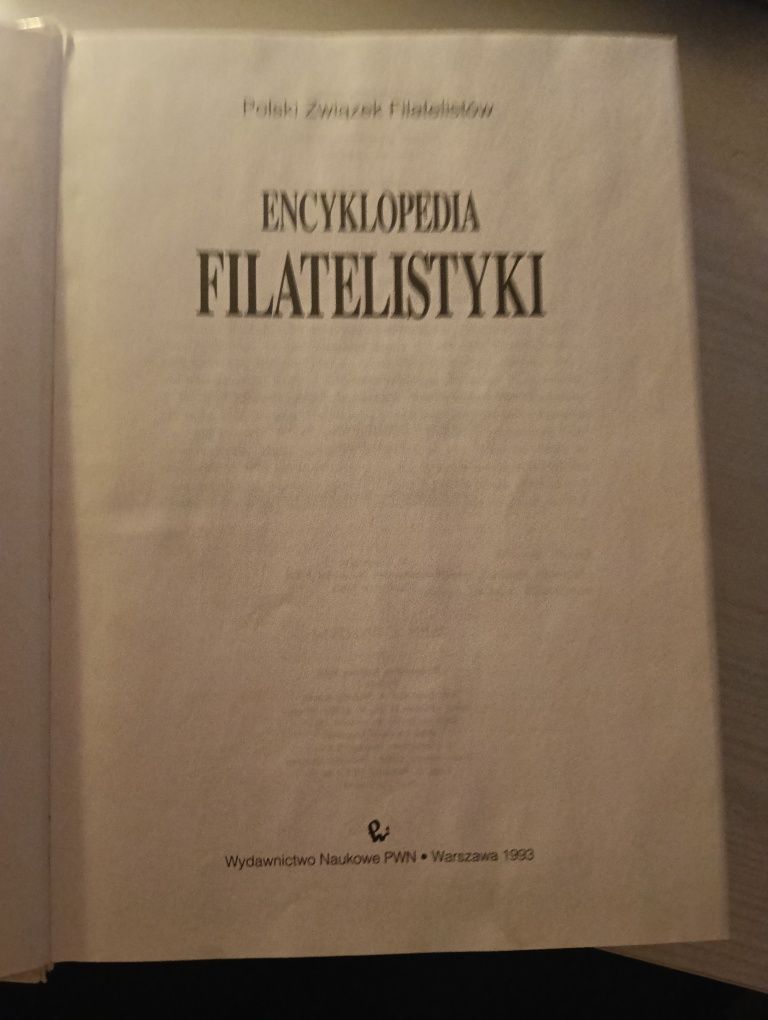 Polski Związek Filatelistów
ENCYKLOPEDIA
FILATELISTYKI
Wydawnictwo Naukowe PWN • Warszawa 1993